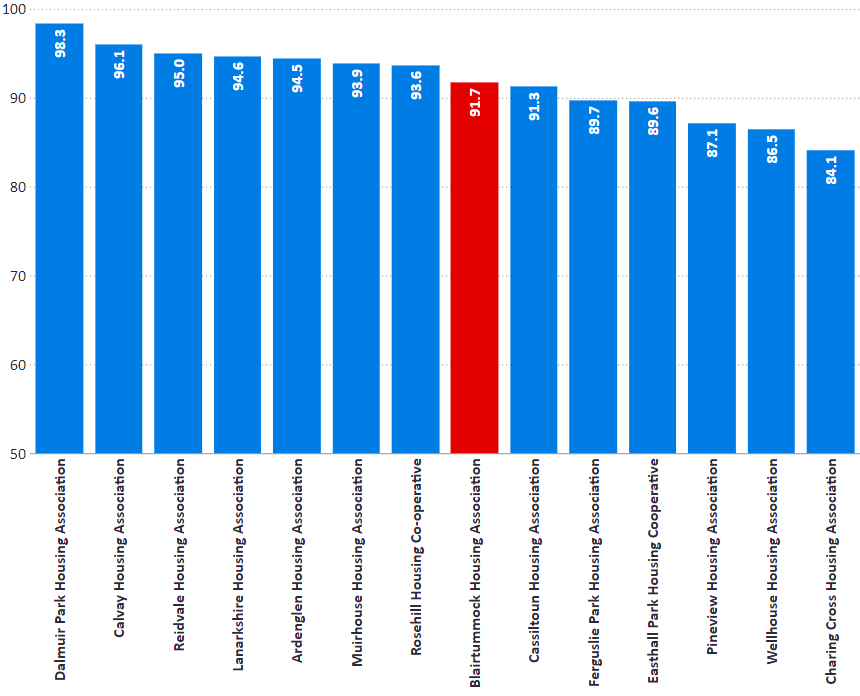 100
90
80
70
60
50
98.3
96.1
95.0
94.6
94.5
93.9
93.6
91.7
91.3
89.7
89.6
87.1
86.5
84.1
Dalmuir Park Housing Association
Calvay Housing Association
Reidvale Housing Association
Lanarkshire Housing Association
Ardenglen Housing Association
Muirhouse Housing Association
Rosehill Housing Co-operative
Blairtummock Housing Association
Cassiltoun Housing Association
Ferguslie Park Housing Association
Easthall Park Housing Cooperative
Pineview Housing Association
Wellhouse Housing Association
Charing Cross Housing Association